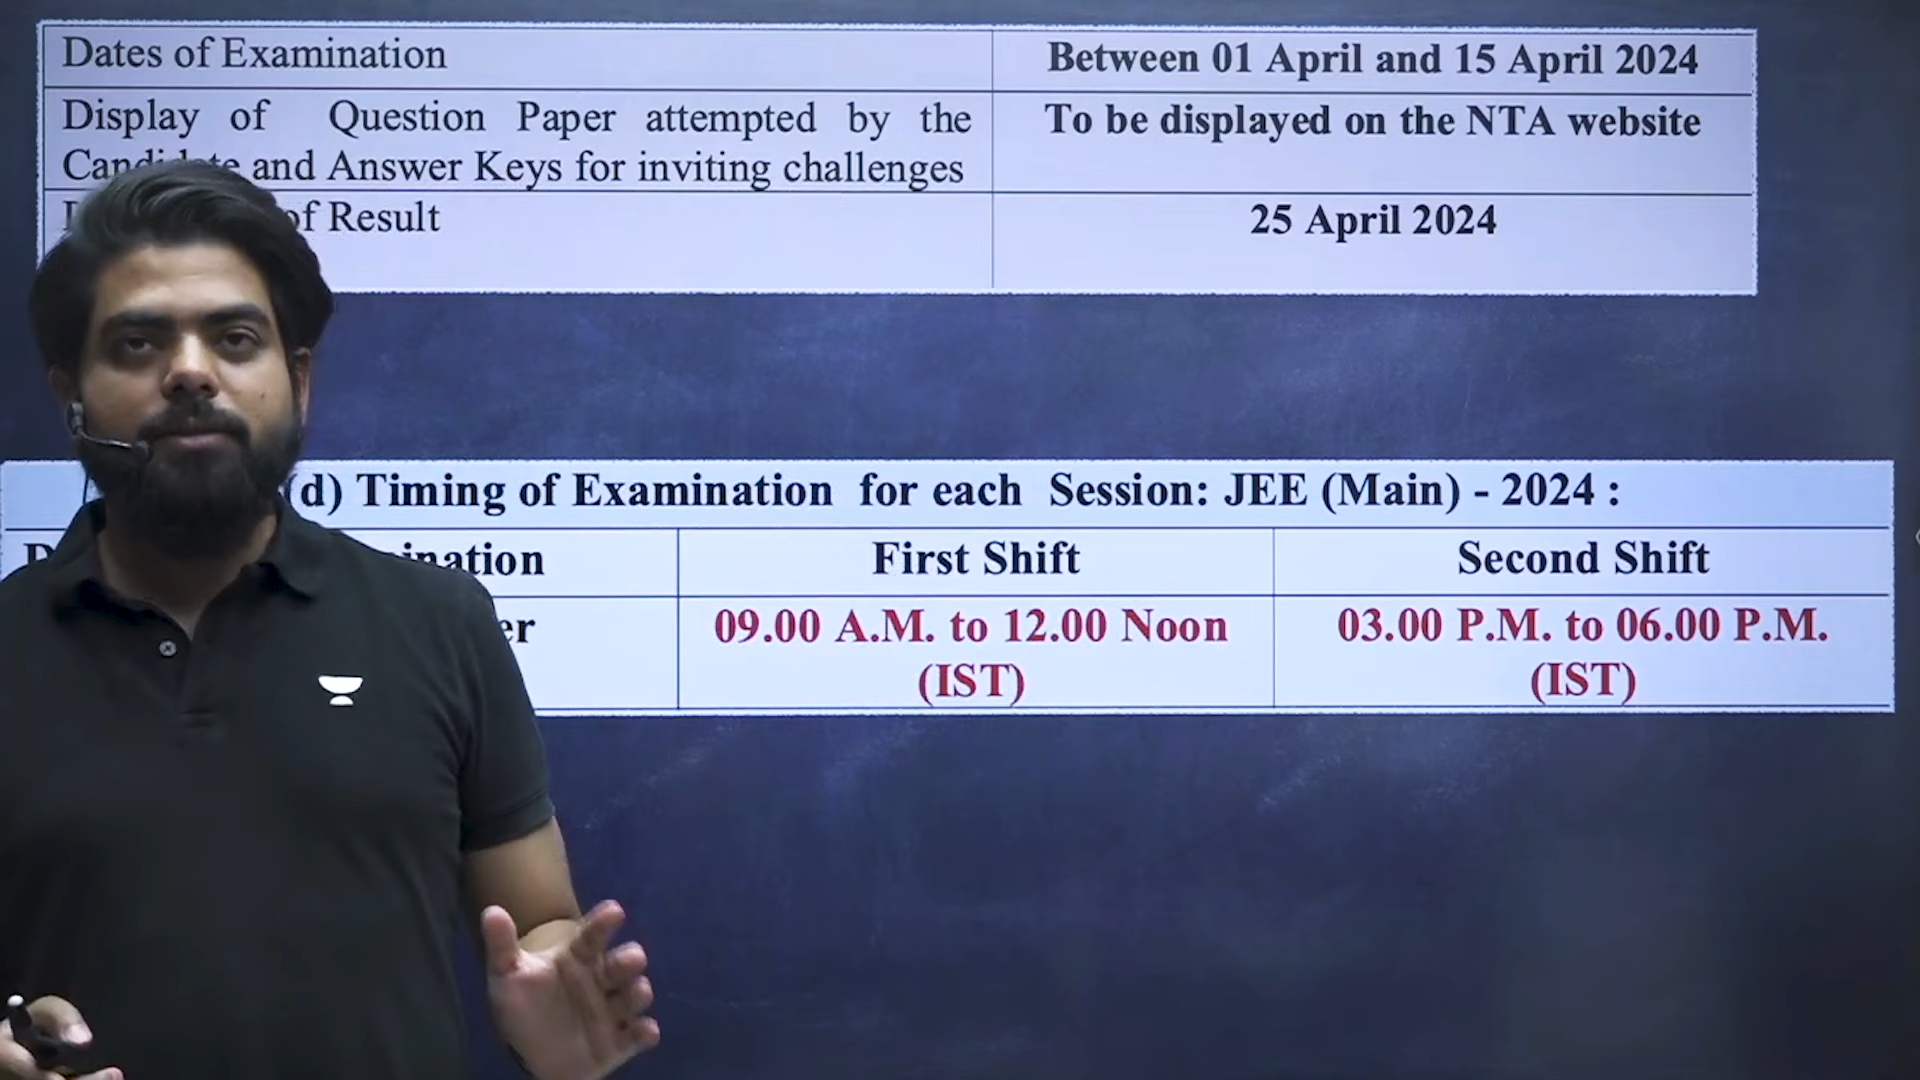 Dates of Examination
Between 01 April and 15 April 2024
Display of Question Paper attempted by the
and Answer Keys for inviting challenges
To be displayed on the NTA website
of Result
25 April 2024
(d) Timing of Examination for each Session: JEE (Main) - 2024 :
First Shift
Second Shift
09.00 A.M. to 12.00 Noon
(IST)
03.00 P.M. to 06.00 P.M.
(IST)